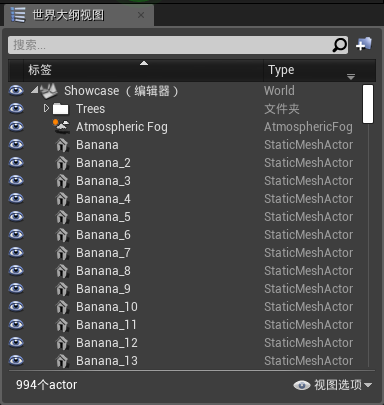 世界大纲视图
搜索...
标签 Type
Showcase （编辑器） World
Trees 文件夹
Atmospheric Fog AtmosphericFog
Banana StaticMeshActor
Banana_2 StaticMeshActor
Banana_3 StaticMeshActor
Banana_4 StaticMeshActor
Banana_5 StaticMeshActor
Banana_6 StaticMeshActor
Banana_7 StaticMeshActor
Banana_8 StaticMeshActor
Banana_9 StaticMeshActor
Banana_10 StaticMeshActor
Banana_11 StaticMeshActor
Banana_12 StaticMeshActor
Banana_13 StaticMeshActor
994个actor 视图选项